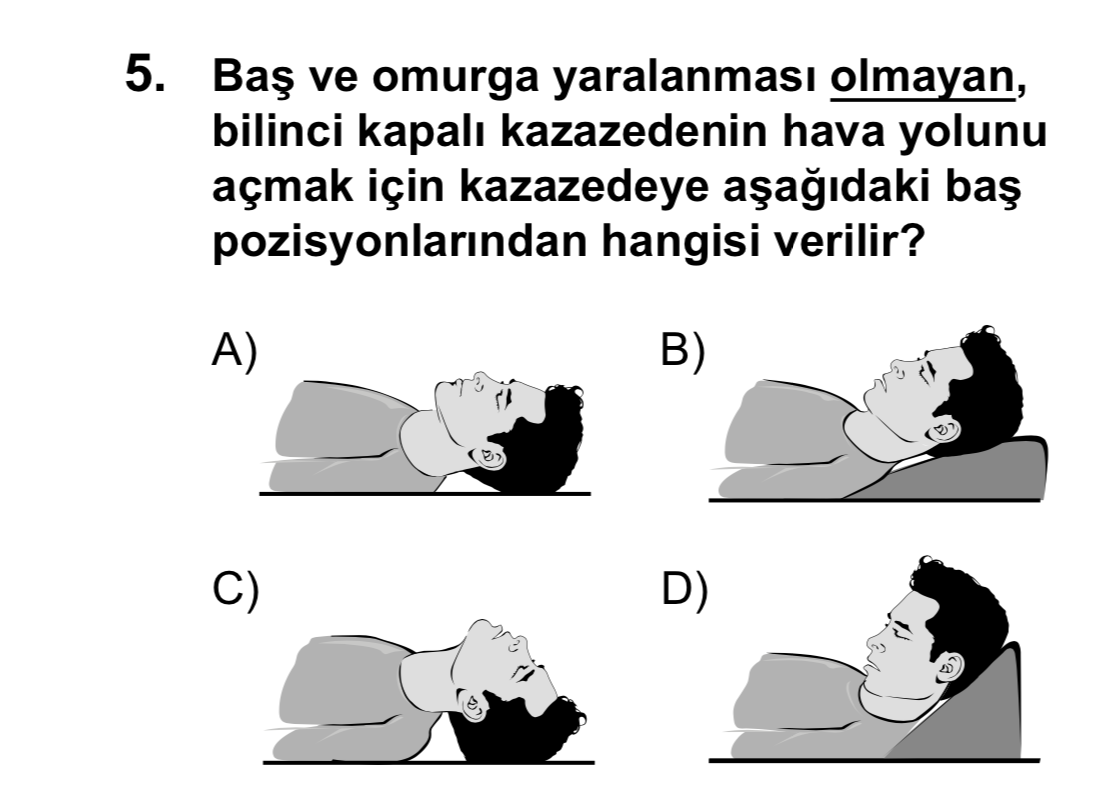 5. Baş ve omurga yaralanması olmayan,
bilinci kapalı kazazedenin hava yolunu
açmak için kazazedeye aşağıdaki baş
pozisyonlarından hangisi verilir?
A)
B)
C)
D)